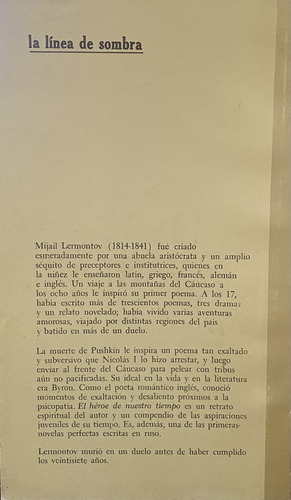 la línea de sombra
Mijail Lermontov (1814-1841) fué criado
esmeradamente por una abuela aristócrata y un amplio
séquito de preceptores e institutrices, quienes en
la niñez le enseñaron latín, griego, francés, alemán
e inglés. Un viaje a las montañas del Cáucaso a
los ocho años le inspiró su primer poema. A los 17,
había escrito más de trescientos poemas, tres dramas
y un relato novelado; había vivido varias aventuras
amorosas, viajado por distintas regiones del país
y batido en más de un duelo.
La muerte de Pushkin le inspira un poema tan exaltado
y subversivo que Nicolás I lo hizo arrestar, y luego
enviar al frente del Cáucaso para pelear con tribus
aún no pacificadas. Su ideal en la vida y en la literatura
era Byron. Como el poeta romántico inglés, conoció
momentos de exaltación y desaliento próximos a la
psicopatía. El héroe de nuestro tiempo es un retrato
espiritual del autor y un compendio de las aspiraciones
juveniles de su tiempo. Es, además, una de las primeras-
novelas perfectas escritas en ruso.
Lermontov murió en un duelo antes de haber cumplido
los veintisiete años.